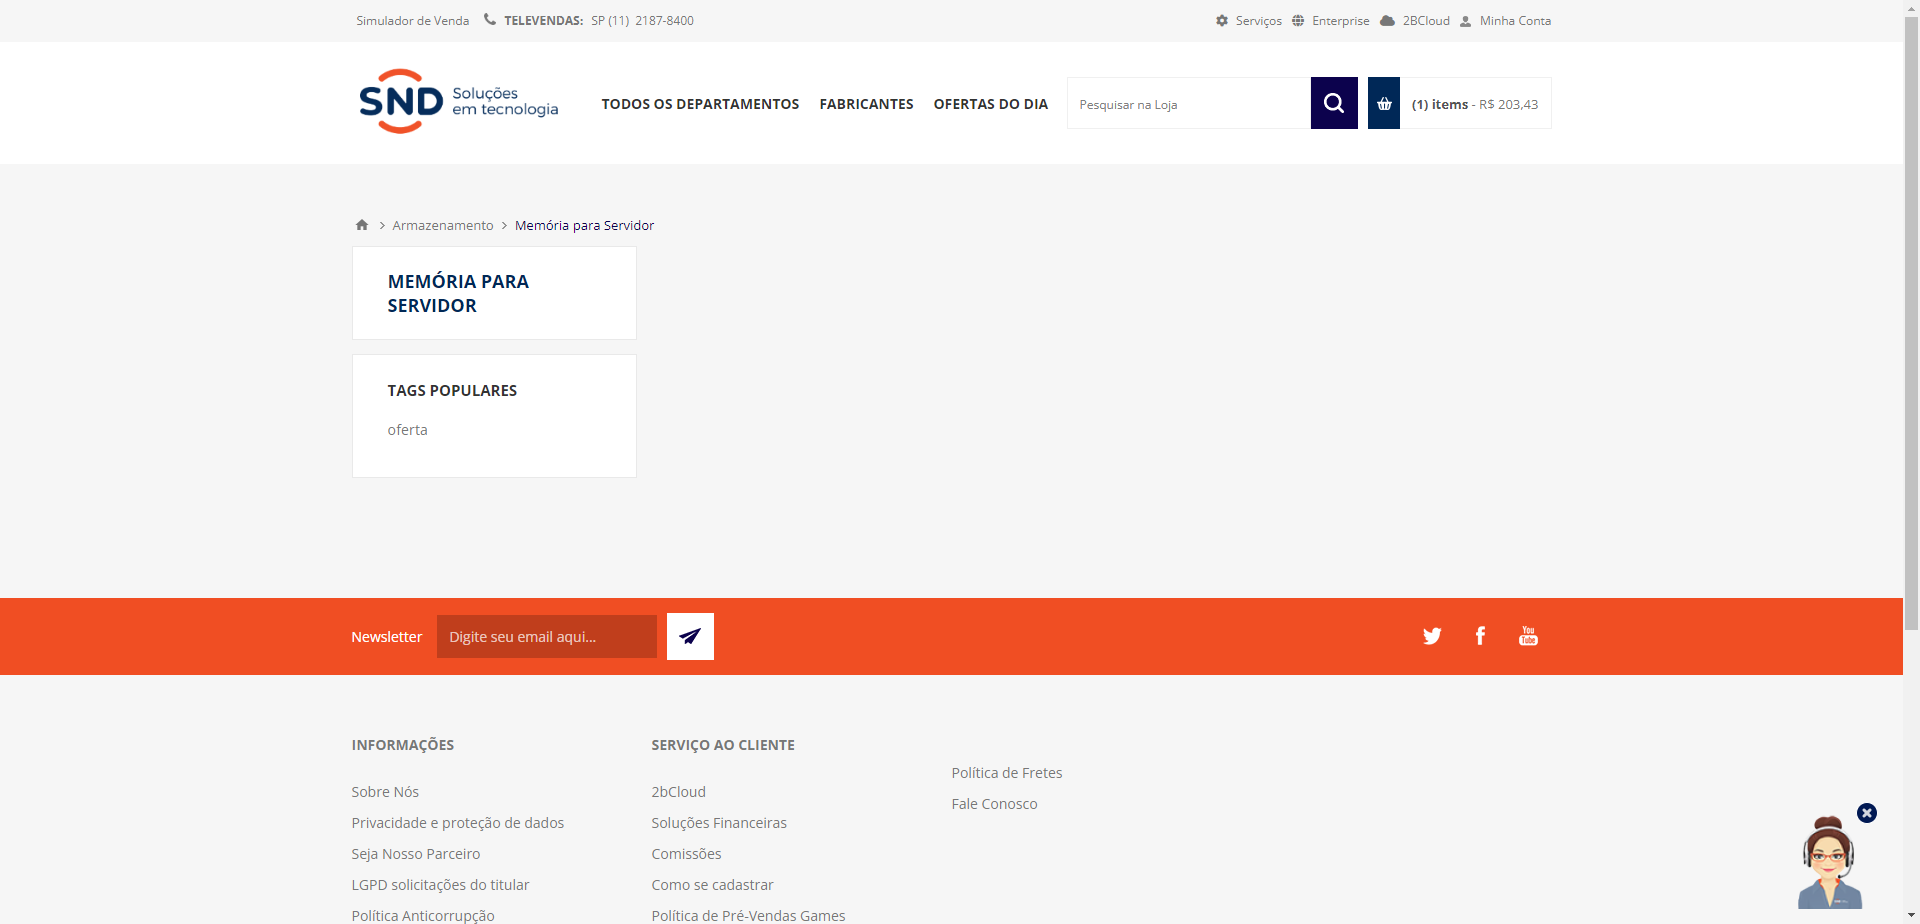 Simulador de Venda TELEVENDAS: SP (11) 2187-8400 Serviços Enterprise 2BCloud Minha Conta
SND Soluções
em tecnologia
TODOS OS DEPARTAMENTOS FABRICANTES OFERTAS DO DIA Pesquisar na Loja (1) items - R$ 203,43
Armazenamento Memória para Servidor
MEMÓRIA PARA
SERVIDOR
TAGS POPULARES
oferta
Newsletter Digite seu email aqui... You Tube
INFORMAÇÕES
Sobre Nós
Privacidade e proteção de dados
Seja Nosso Parceiro
LGPD solicitações do titular
Política Anticorrupção
SERVIÇO AO CLIENTE
2bCloud
Soluções Financeiras
Comissões
Como se cadastrar
Política de Pré-Vendas Games
Política de Fretes
Fale Conosco